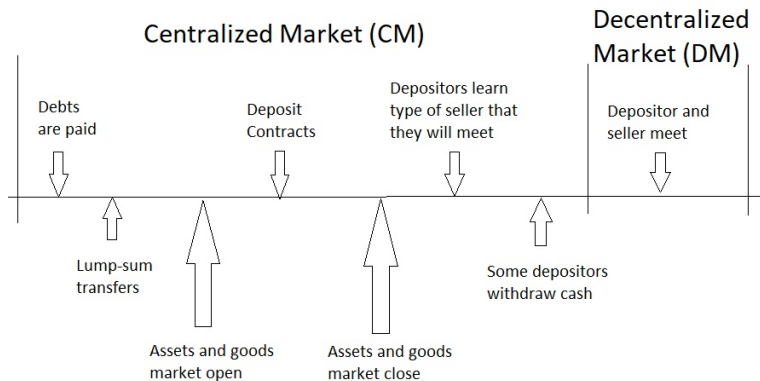 Centralized Market (CM)
Decentralized
Market (DM)
Debts
are paid
Deposit
Contracts
Depositors learn
type of seller that
they will meet
Depositor and
seller meet
Lump-sum
transfers
Some depositors
withdraw cash
Assets and goods
market open
Assets and goods
market close